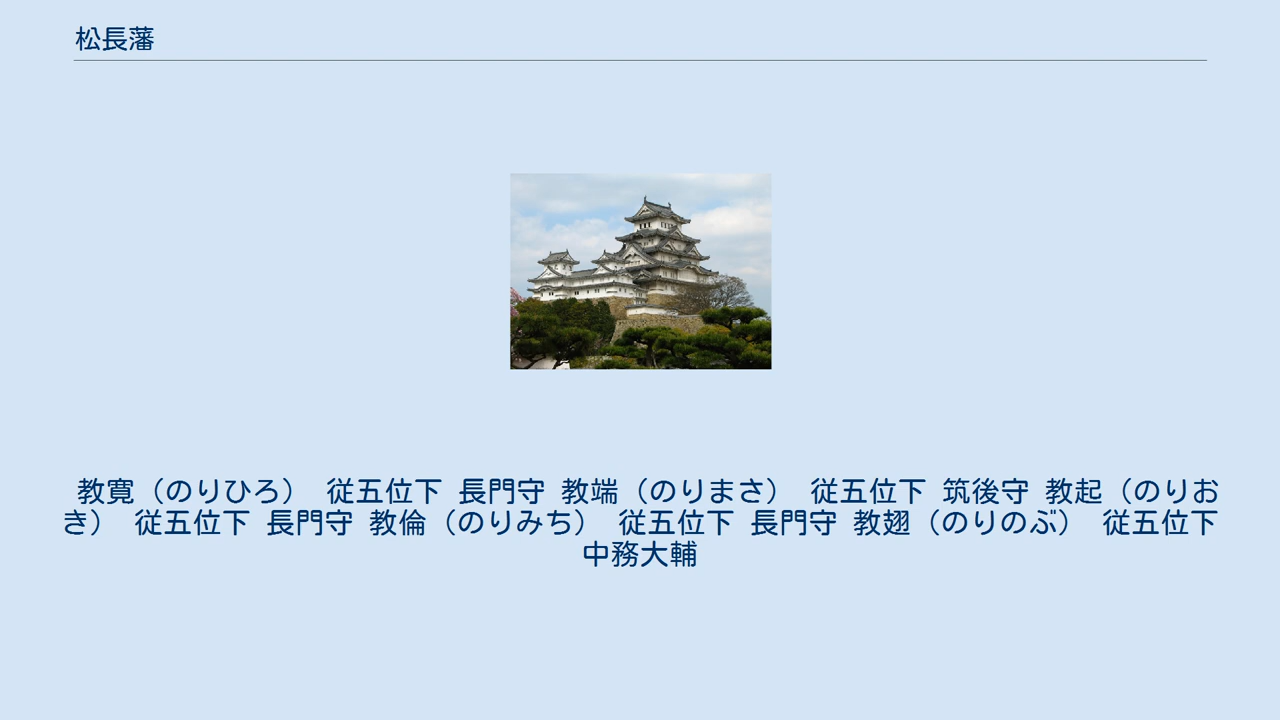 松長藩
教寛（のりひろ） 従五位下 長門守 教端（のりまさ） 従五位下 筑後守 教起（のりお
き） 従五位下 長門守 教倫（のりみち） 従五位下 長門守 教翅（のりのぶ） 従五位下
中務大輔